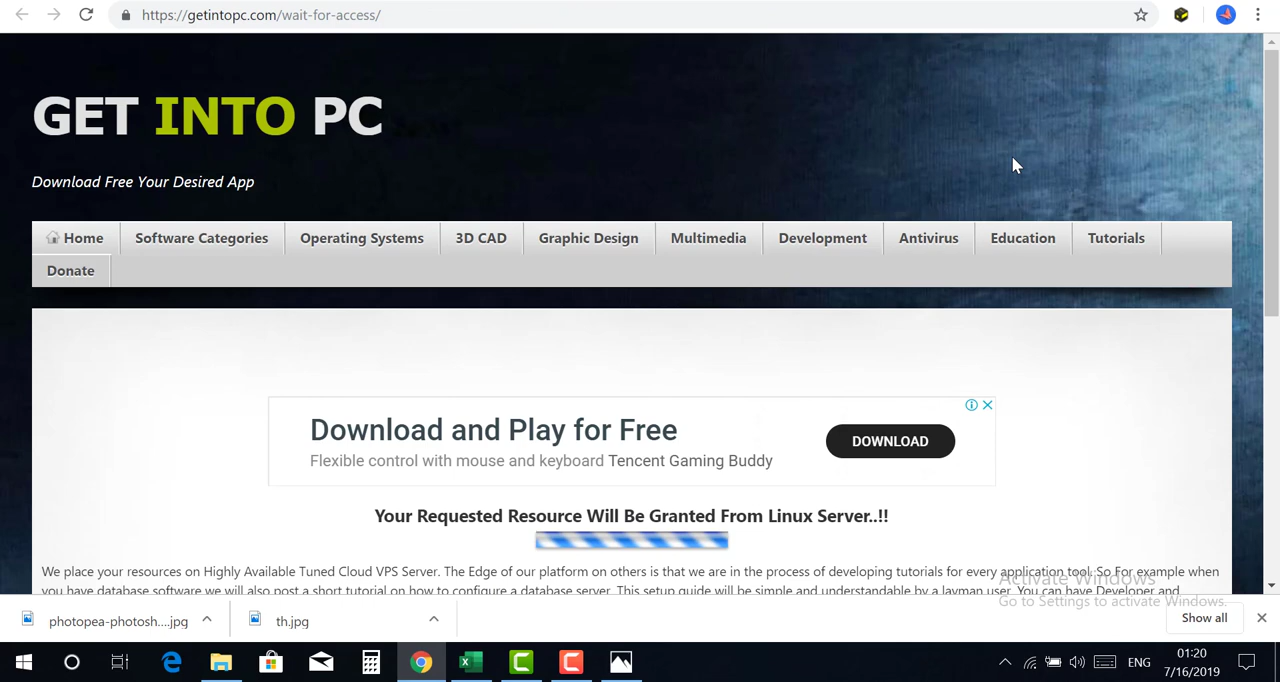 https://getintopc.com/wait-for-access/
GET INTO PC
Download Free Your Desired App
Home Software Categories Operating Systems 3D CAD Graphic Design Multimedia Development Antivirus Education Tutorials
Donate
Download and Play for Free
Flexible control with mouse and keyboard Tencent Gaming Buddy
DOWNLOAD
Your Requested Resource Will Be Granted From Linux Server..!!
We place your resources on Highly Available Tuned Cloud VPS Server. The Edge of our platform on others is that we are in the process of developing tutorials for every application tool. So For example when
you have database software we will also post a short tutorial on how to configure a database server. This setup guide will be simple and understandable by a layman user. You can have Developer and
Activate Windows
Go to Settings to activate Windows.
photopea-photosh....jpg
th.jpg
Show all
ENG
01:20
7/16/2019